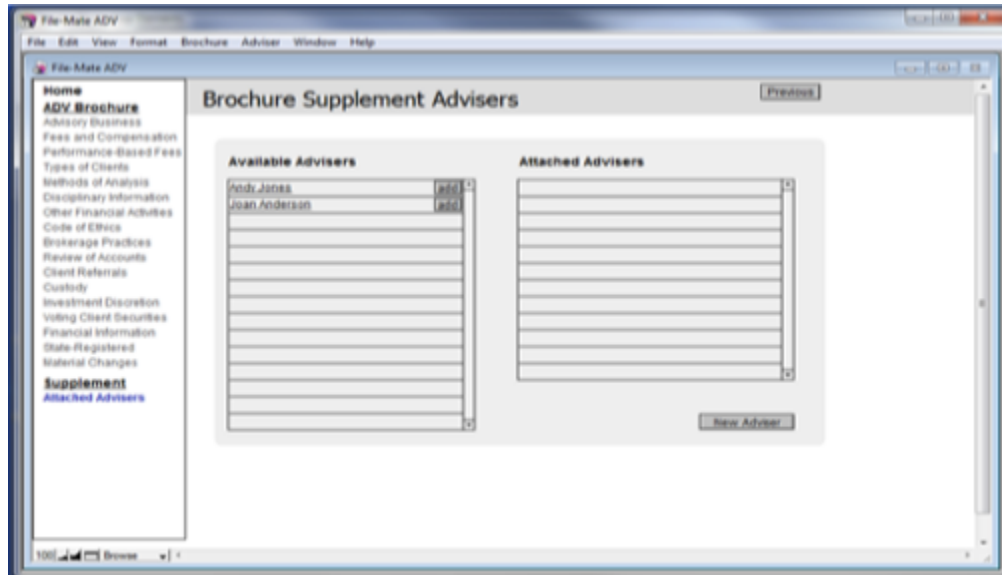 File-Mate ADV
File Edit View Format Brochure Adviser Window Help
File-Mate ADV
Home
ADV Brochure
Advisory Business
Fees and Compensation
Performance-Based Fees
Types of Clients
Methods of Analysis
Disciplinary Information
Other Financial Activities
Code of Ethics
Brokerage Practices
Review of Accounts
Client Referrals
Custody
Investment Discretion
Voting Client Securities
Financial Information
State-Registered
Material Changes
Supplement
Attached Advisers
Brochure Supplement Advisers
Previous
Available Advisers
Attached Advisers
Andy Jones add
Joan Anderson add
New Adviser
100 Browse